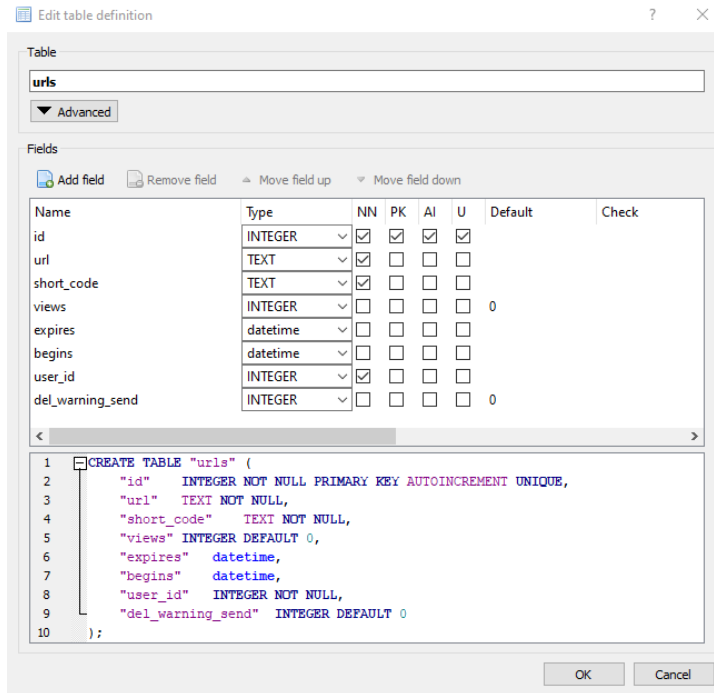 Edit table definition ?
Table
urls
Advanced
Fields
Add field Remove field Move field up Move field down
Name Type NN PK AI U Default Check
id INTEGER
url TEXT
short_code TEXT
views INTEGER 0
expires datetime
begins datetime
user_id INTEGER
del_warning_send INTEGER 0
1 CREATE TABLE "urls" (
2 "id" INTEGER NOT NULL PRIMARY KEY AUTOINCREMENT UNIQUE,
3 "url" TEXT NOT NULL,
4 "short_code" TEXT NOT NULL,
5 "views" INTEGER DEFAULT 0,
6 "expires" datetime,
7 "begins" datetime,
8 "user_id" INTEGER NOT NULL,
9 "del_warning_send" INTEGER DEFAULT 0
10 );
OK Cancel